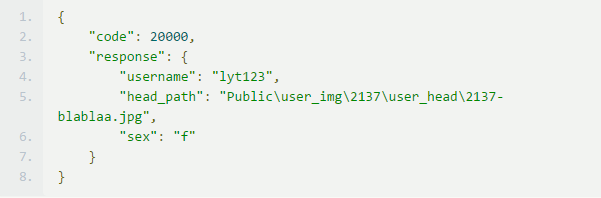 1. {
2.     "code": 20000,
3.     "response": {
4.         "username": "lyt123",
5.         "head_path": "Public\user_img\2137\user_head\2137-
blablaa.jpg",
6.         "sex": "f"
7.     }
8. }